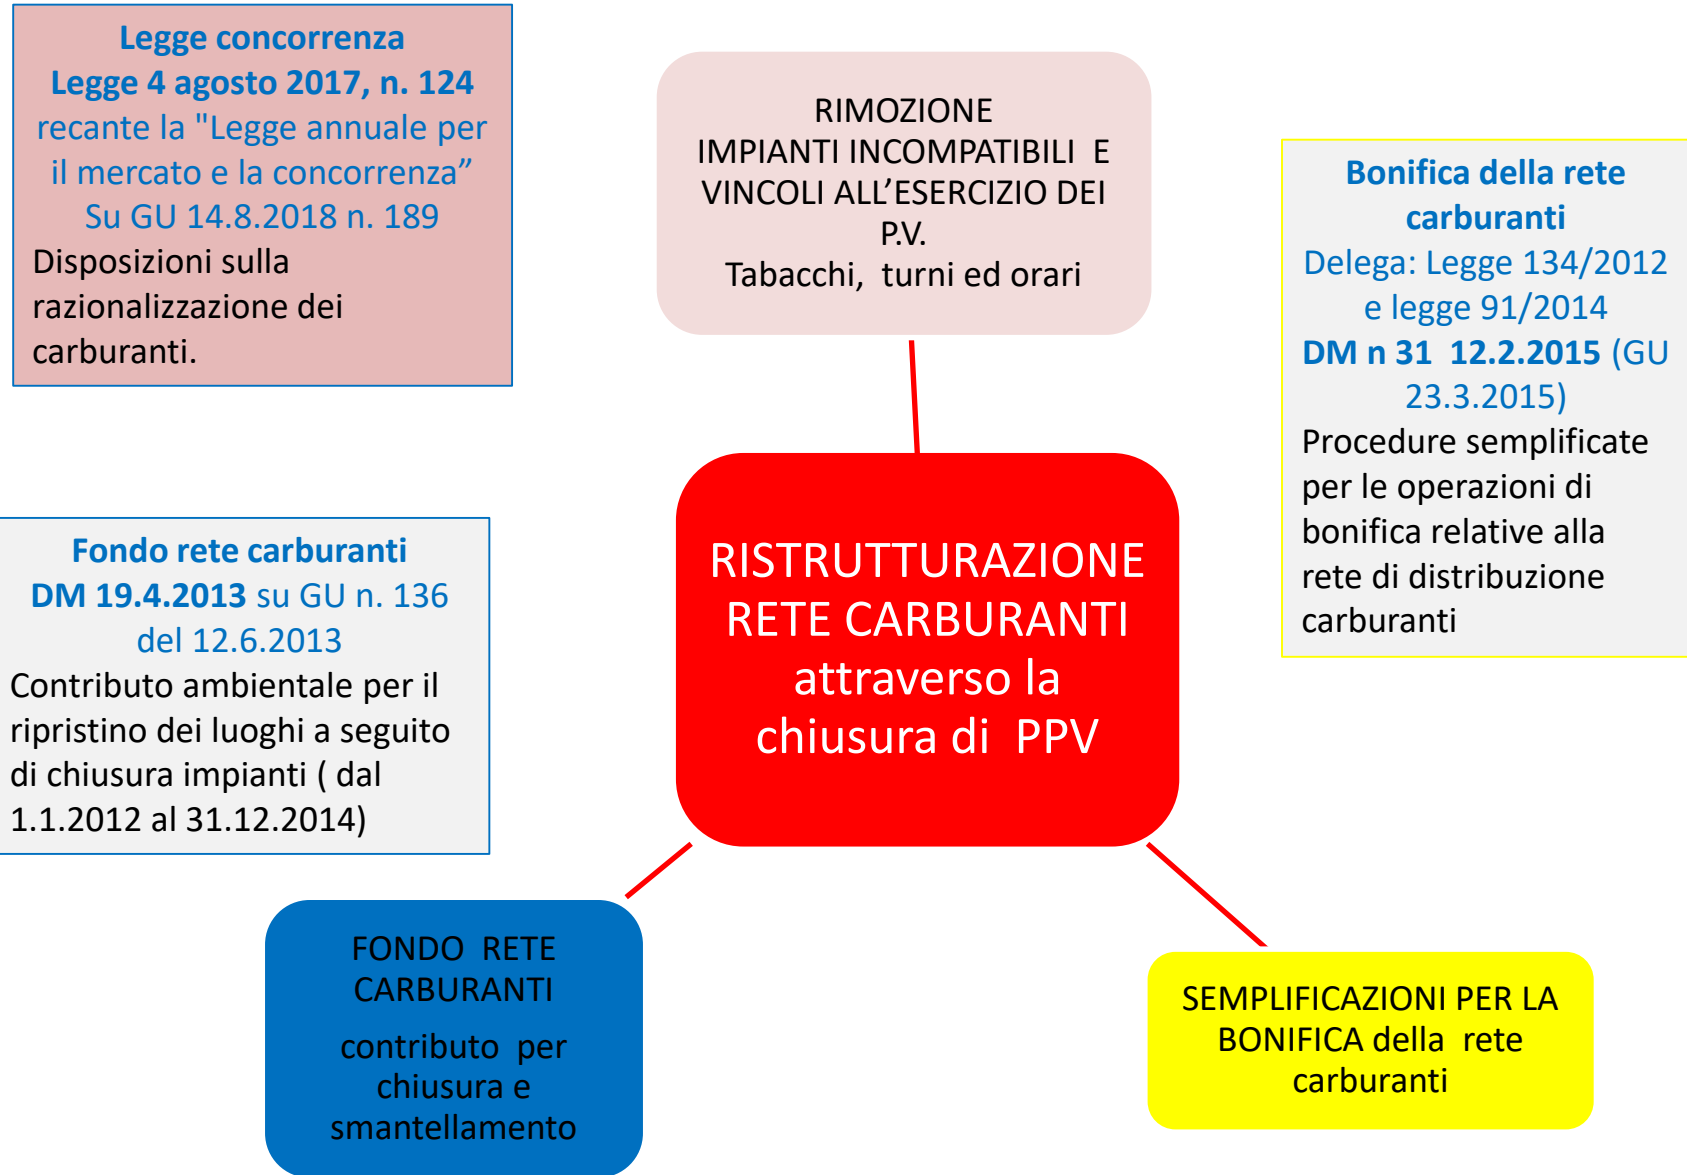 Legge concorrenza
Legge 4 agosto 2017, n. 124
recante la "Legge annuale per
il mercato e la concorrenza”
Su GU 14.8.2018 n. 189
Disposizioni sulla
razionalizzazione dei
carburanti.
RIMOZIONE
IMPIANTI INCOMPATIBILI E
VINCOLI ALL’ESERCIZIO DEI
P.V.
Tabacchi, turni ed orari
Bonifica della rete
carburanti
Delega: Legge 134/2012
e legge 91/2014
DM n 31 12.2.2015 (GU
23.3.2015)
Procedure semplificate
per le operazioni di
bonifica relative alla
rete di distribuzione
carburanti
Fondo rete carburanti
DM 19.4.2013 su GU n. 136
del 12.6.2013
Contributo ambientale per il
ripristino dei luoghi a seguito
di chiusura impianti ( dal
1.1.2012 al 31.12.2014)
RISTRUTTURAZIONE
RETE CARBURANTI
attraverso la
chiusura di PPV
FONDO RETE
CARBURANTI
contributo per
chiusura e
smantellamento
SEMPLIFICAZIONI PER LA
BONIFICA della rete
carburanti